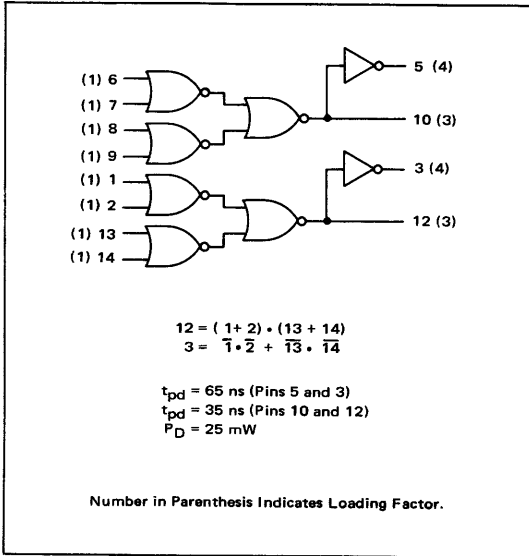 (1) 6
(1) 7
(1) 8
(1) 9
(1) 1
(1) 2
(1) 13
(1) 14
5 (4)
10 (3)
3 (4)
12 (3)
12 = ( 1+ 2) • (13 + 14)
3 = 1̅ • 2̅ + 1̅3̅ • 1̅4̅
tpd = 65 ns (Pins 5 and 3)
tpd = 35 ns (Pins 10 and 12)
PD = 25 mW
Number in Parenthesis Indicates Loading Factor.